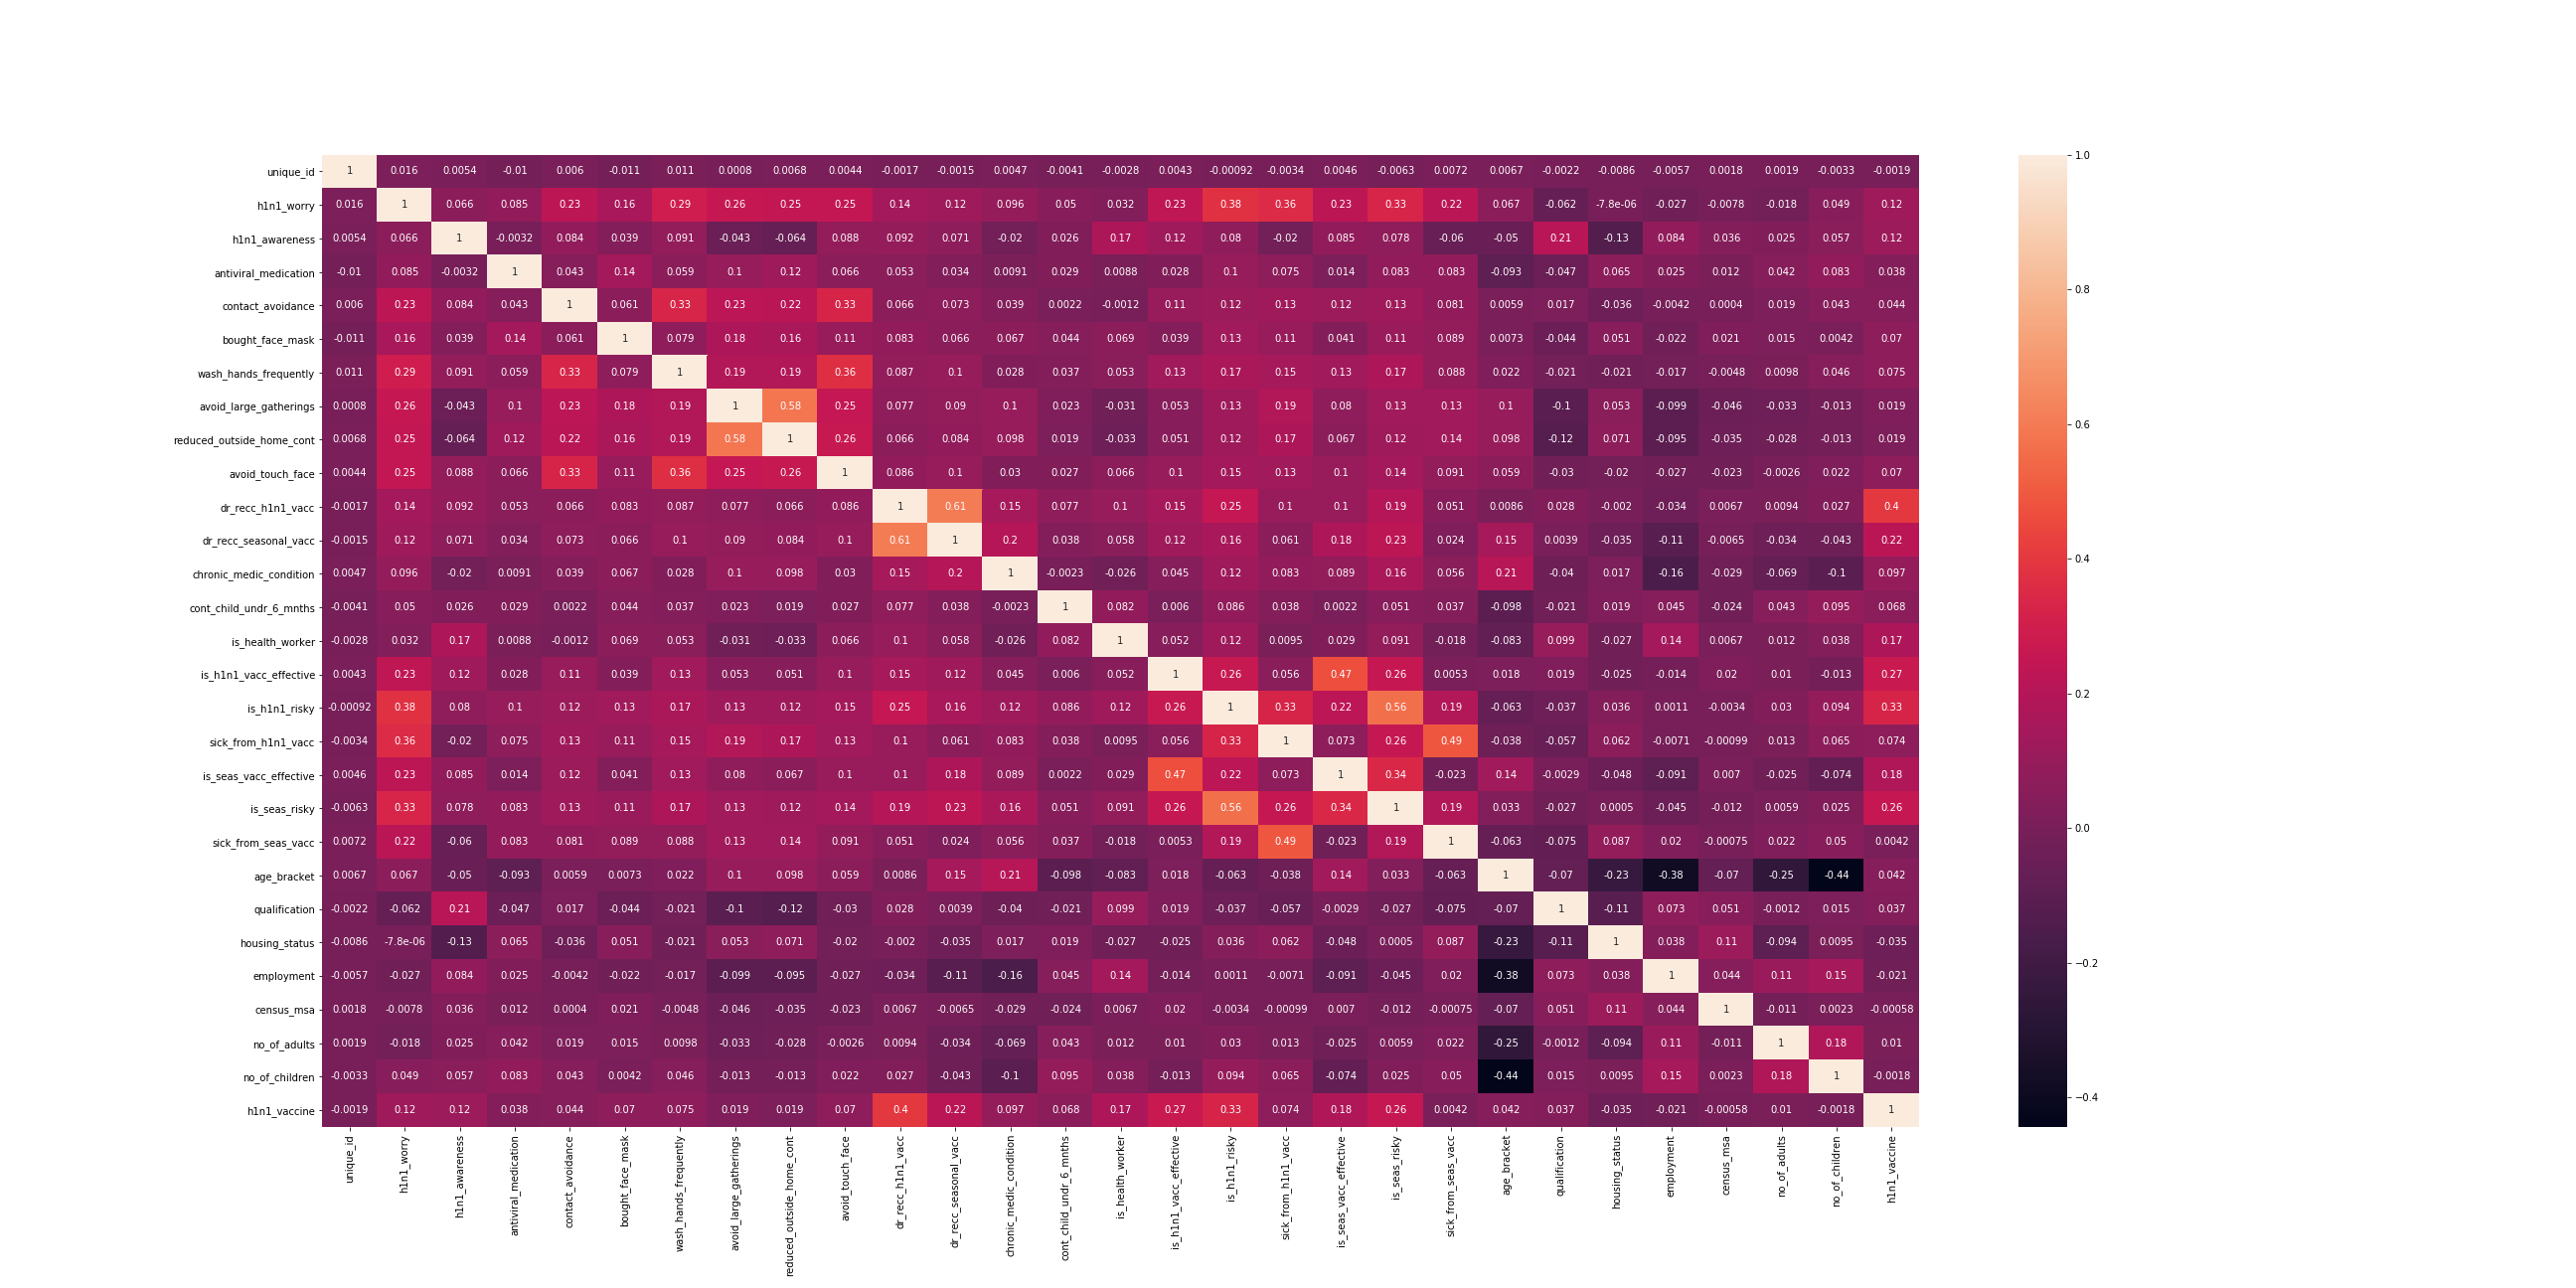 unique_id 1 0.016 0.0054 -0.01 0.006 -0.011 0.011 0.0008 0.0068 0.0044 -0.0017 -0.0015 0.0047 -0.0041 -0.0028 0.0043 -0.00092 -0.0034 0.0046 -0.0063 0.0072 0.0067 -0.0022 -0.0086 -0.0057 0.0018 0.0019 -0.0033 -0.0019
h1n1_worry 0.016 1 0.066 0.085 0.23 0.16 0.29 0.26 0.25 0.25 0.14 0.12 0.096 0.05 0.032 0.23 0.38 0.36 0.23 0.33 0.22 0.067 -0.062 -7.8e-06 -0.027 -0.0078 -0.018 0.049 0.12
h1n1_awareness 0.0054 0.066 1 -0.0032 0.084 0.039 0.091 -0.043 -0.064 0.088 0.092 0.071 -0.02 0.026 0.17 0.12 0.08 -0.02 0.085 0.078 -0.06 -0.05 0.21 -0.13 0.084 0.036 0.025 0.057 0.12
antiviral_medication -0.01 0.085 -0.0032 1 0.043 0.14 0.059 0.1 0.12 0.066 0.053 0.034 0.0091 0.029 0.0088 0.028 0.1 0.075 0.014 0.083 0.083 -0.093 -0.047 0.065 0.025 0.012 0.042 0.083 0.038
contact_avoidance 0.006 0.23 0.084 0.043 1 0.061 0.33 0.23 0.22 0.33 0.066 0.073 0.039 0.0022 -0.0012 0.11 0.12 0.13 0.12 0.13 0.081 0.0059 0.017 -0.036 -0.0042 0.0004 0.019 0.043 0.044
bought_face_mask -0.011 0.16 0.039 0.14 0.061 1 0.079 0.18 0.16 0.11 0.083 0.066 0.067 0.044 0.069 0.039 0.13 0.11 0.041 0.11 0.089 0.0073 -0.044 0.051 -0.022 0.021 0.015 0.0042 0.07
wash_hands_frequently 0.011 0.29 0.091 0.059 0.33 0.079 1 0.19 0.19 0.36 0.087 0.1 0.028 0.037 0.053 0.13 0.17 0.15 0.13 0.17 0.088 0.022 -0.021 -0.021 -0.017 -0.0048 0.0098 0.046 0.075
avoid_large_gatherings 0.0008 0.26 -0.043 0.1 0.23 0.18 0.19 1 0.58 0.25 0.077 0.09 0.1 0.023 -0.031 0.053 0.13 0.19 0.08 0.13 0.13 0.1 -0.1 0.053 -0.099 -0.046 -0.033 -0.013 0.019
reduced_outside_home_cont 0.0068 0.25 -0.064 0.12 0.22 0.16 0.19 0.58 1 0.26 0.066 0.084 0.098 0.019 -0.033 0.051 0.12 0.17 0.067 0.12 0.14 0.098 -0.12 0.071 -0.095 -0.035 -0.028 -0.013 0.019
avoid_touch_face 0.0044 0.25 0.088 0.066 0.33 0.11 0.36 0.25 0.26 1 0.086 0.1 0.03 0.027 0.066 0.1 0.15 0.13 0.1 0.14 0.091 0.059 -0.03 -0.02 -0.027 -0.023 -0.0026 0.022 0.07
dr_recc_h1n1_vacc -0.0017 0.14 0.092 0.053 0.066 0.083 0.087 0.077 0.066 0.086 1 0.61 0.15 0.077 0.1 0.15 0.25 0.1 0.1 0.19 0.051 0.0086 0.028 -0.002 -0.034 0.0067 0.0094 0.027 0.4
dr_recc_seasonal_vacc -0.0015 0.12 0.071 0.034 0.073 0.066 0.1 0.09 0.084 0.1 0.61 1 0.2 0.038 0.058 0.12 0.16 0.061 0.18 0.23 0.024 0.15 0.0039 -0.035 -0.11 -0.0065 -0.034 -0.043 0.22
chronic_medic_condition 0.0047 0.096 -0.02 0.0091 0.039 0.067 0.028 0.1 0.098 0.03 0.15 0.2 1 -0.0023 -0.026 0.045 0.12 0.083 0.089 0.16 0.056 0.21 -0.04 0.017 -0.16 -0.029 -0.069 -0.1 0.097
cont_child_undr_6_mnths -0.0041 0.05 0.026 0.029 0.0022 0.044 0.037 0.023 0.019 0.027 0.077 0.038 -0.0023 1 0.082 0.006 0.086 0.038 0.0022 0.051 0.037 -0.098 -0.021 0.019 0.045 -0.024 0.043 0.095 0.068
is_health_worker -0.0028 0.032 0.17 0.0088 -0.0012 0.069 0.053 -0.031 -0.033 0.066 0.1 0.058 -0.026 0.082 1 0.052 0.12 0.0095 0.029 0.091 -0.018 -0.083 0.099 -0.027 0.14 0.0067 0.012 0.038 0.17
is_h1n1_vacc_effective 0.0043 0.23 0.12 0.028 0.11 0.039 0.13 0.053 0.051 0.1 0.15 0.12 0.045 0.006 0.052 1 0.26 0.056 0.47 0.26 0.0053 0.018 0.019 -0.025 -0.014 0.02 0.01 -0.013 0.27
is_h1n1_risky -0.00092 0.38 0.08 0.1 0.12 0.13 0.17 0.13 0.12 0.15 0.25 0.16 0.12 0.086 0.12 0.26 1 0.33 0.22 0.56 0.19 -0.063 -0.037 0.036 0.0011 -0.0034 0.03 0.094 0.33
sick_from_h1n1_vacc -0.0034 0.36 -0.02 0.075 0.13 0.11 0.15 0.19 0.17 0.13 0.1 0.061 0.083 0.038 0.0095 0.056 0.33 1 0.073 0.26 0.49 -0.038 -0.057 0.062 -0.0071 -0.00099 0.013 0.065 0.074
is_seas_vacc_effective 0.0046 0.23 0.085 0.014 0.12 0.041 0.13 0.08 0.067 0.1 0.1 0.18 0.089 0.0022 0.029 0.47 0.22 0.073 1 0.34 -0.023 0.14 -0.0029 -0.048 -0.091 0.007 -0.025 -0.074 0.18
is_seas_risky -0.0063 0.33 0.078 0.083 0.13 0.11 0.17 0.13 0.12 0.14 0.19 0.23 0.16 0.051 0.091 0.26 0.56 0.26 0.34 1 0.19 0.033 -0.027 0.0005 -0.045 -0.012 0.0059 0.025 0.26
sick_from_seas_vacc 0.0072 0.22 -0.06 0.083 0.081 0.089 0.088 0.13 0.14 0.091 0.051 0.024 0.056 0.037 -0.018 0.0053 0.19 0.49 -0.023 0.19 1 -0.063 -0.075 0.087 0.02 -0.00075 0.022 0.05 0.0042
age_bracket 0.0067 0.067 -0.05 -0.093 0.0059 0.0073 0.022 0.1 0.098 0.059 0.0086 0.15 0.21 -0.098 -0.083 0.018 -0.063 -0.038 0.14 0.033 -0.063 1 -0.07 -0.23 -0.38 -0.07 -0.25 -0.44 0.042
qualification -0.0022 -0.062 0.21 -0.047 0.017 -0.044 -0.021 -0.1 -0.12 -0.03 0.028 0.0039 -0.04 -0.021 0.099 0.019 -0.037 -0.057 -0.0029 -0.027 -0.075 -0.07 1 -0.11 0.073 0.051 -0.0012 0.015 0.037
housing_status -0.0086 -7.8e-06 -0.13 0.065 -0.036 0.051 -0.021 0.053 0.071 -0.02 -0.002 -0.035 0.017 0.019 -0.027 -0.025 0.036 0.062 -0.048 0.0005 0.087 -0.23 -0.11 1 0.038 0.11 -0.094 0.0095 -0.035
employment -0.0057 -0.027 0.084 0.025 -0.0042 -0.022 -0.017 -0.099 -0.095 -0.027 -0.034 -0.11 -0.16 0.045 0.14 -0.014 0.0011 -0.0071 -0.091 -0.045 0.02 -0.38 0.073 0.038 1 0.044 0.11 0.15 -0.021
census_msa 0.0018 -0.0078 0.036 0.012 0.0004 0.021 -0.0048 -0.046 -0.035 -0.023 0.0067 -0.0065 -0.029 -0.024 0.0067 0.02 -0.0034 -0.00099 0.007 -0.012 -0.00075 -0.07 0.051 0.11 0.044 1 -0.011 0.0023 -0.00058
no_of_adults 0.0019 -0.018 0.025 0.042 0.019 0.015 0.0098 -0.033 -0.028 -0.0026 0.0094 -0.034 -0.069 0.043 0.012 0.01 0.03 0.013 -0.025 0.0059 0.022 -0.25 -0.0012 -0.094 0.11 -0.011 1 0.18 0.01
no_of_children -0.0033 0.049 0.057 0.083 0.043 0.0042 0.046 -0.013 -0.013 0.022 0.027 -0.043 -0.1 0.095 0.038 -0.013 0.094 0.065 -0.074 0.025 0.05 -0.44 0.015 0.0095 0.15 0.0023 0.18 1 -0.0018
h1n1_vaccine -0.0019 0.12 0.12 0.038 0.044 0.07 0.075 0.019 0.019 0.07 0.4 0.22 0.097 0.068 0.17 0.27 0.33 0.074 0.18 0.26 0.0042 0.042 0.037 -0.035 -0.021 -0.00058 0.01 -0.0018 1
unique_id
h1n1_worry
h1n1_awareness
antiviral_medication
contact_avoidance
bought_face_mask
wash_hands_frequently
avoid_large_gatherings
reduced_outside_home_cont
avoid_touch_face
dr_recc_h1n1_vacc
dr_recc_seasonal_vacc
chronic_medic_condition
cont_child_undr_6_mnths
is_health_worker
is_h1n1_vacc_effective
is_h1n1_risky
sick_from_h1n1_vacc
is_seas_vacc_effective
is_seas_risky
sick_from_seas_vacc
age_bracket
qualification
housing_status
employment
census_msa
no_of_adults
no_of_children
h1n1_vaccine
1.0
0.8
0.6
0.4
0.2
0.0
−0.2
−0.4